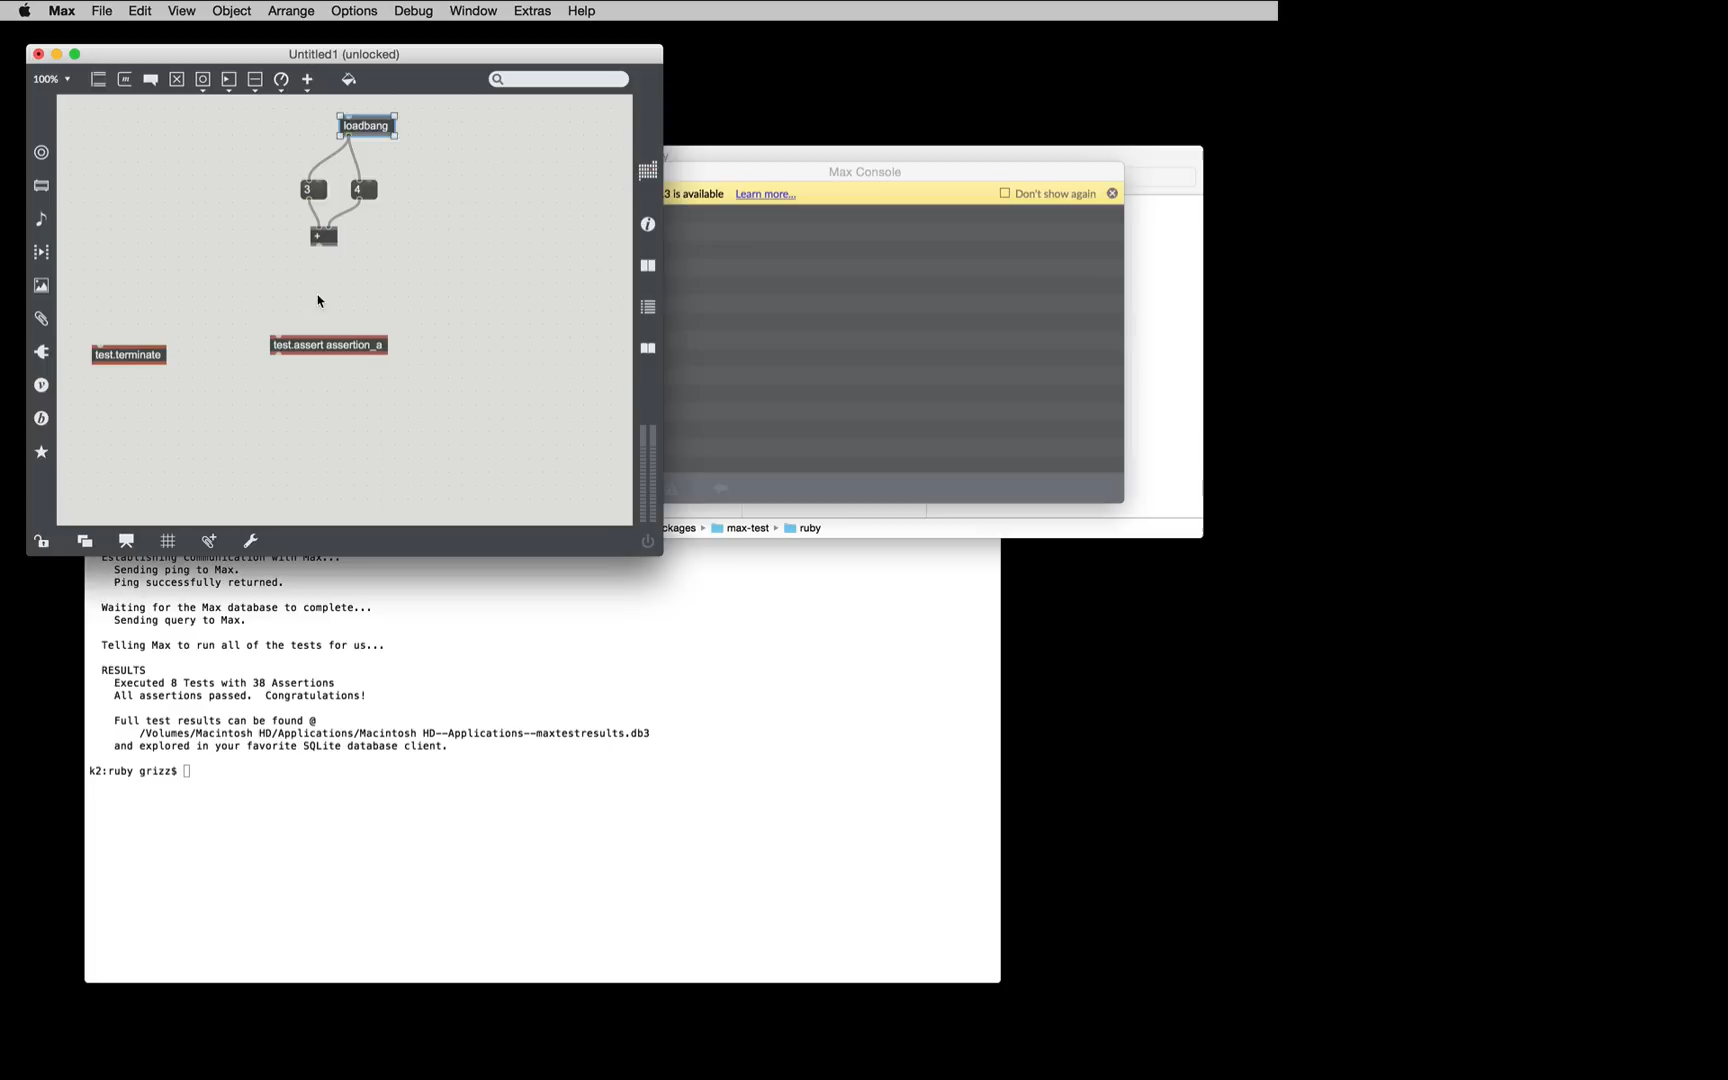 Max File Edit View Object Arrange Options Debug Window Extras Help
Untitled1 (unlocked)
100%
loadbang
3
4
+
test.assert assertion_a
test.terminate
Max Console
3 is available Learn more... Don't show again
ckages max-test ruby
Establishing communication with Max...
Sending ping to Max.
Ping successfully returned.
Waiting for the Max database to complete...
Sending query to Max.
Telling Max to run all of the tests for us...
RESULTS
Executed 8 Tests with 38 Assertions
All assertions passed.  Congratulations!
Full test results can be found @
/Volumes/Macintosh HD/Applications/Macintosh HD--Applications--maxtestresults.db3
and explored in your favorite SQLite database client.
k2:ruby grizz$